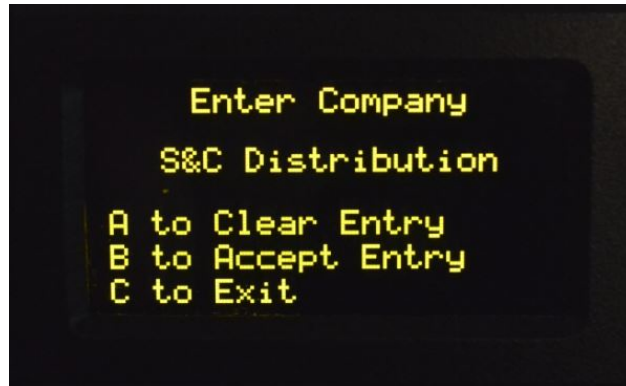 Enter Company
S&C Distribution
A to Clear Entry
B to Accept Entry
C to Exit